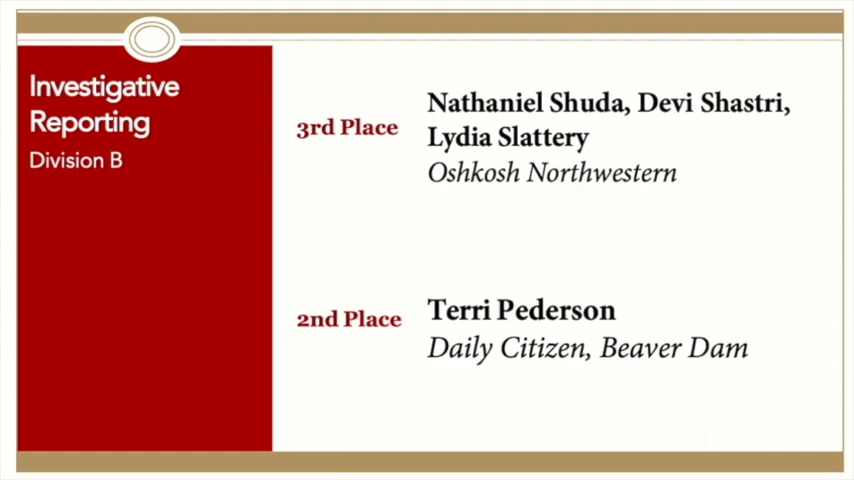 Investigative
Reporting
Division B
3rd Place
Nathaniel Shuda, Devi Shastri,
Lydia Slattery
Oshkosh Northwestern
2nd Place
Terri Pederson
Daily Citizen, Beaver Dam